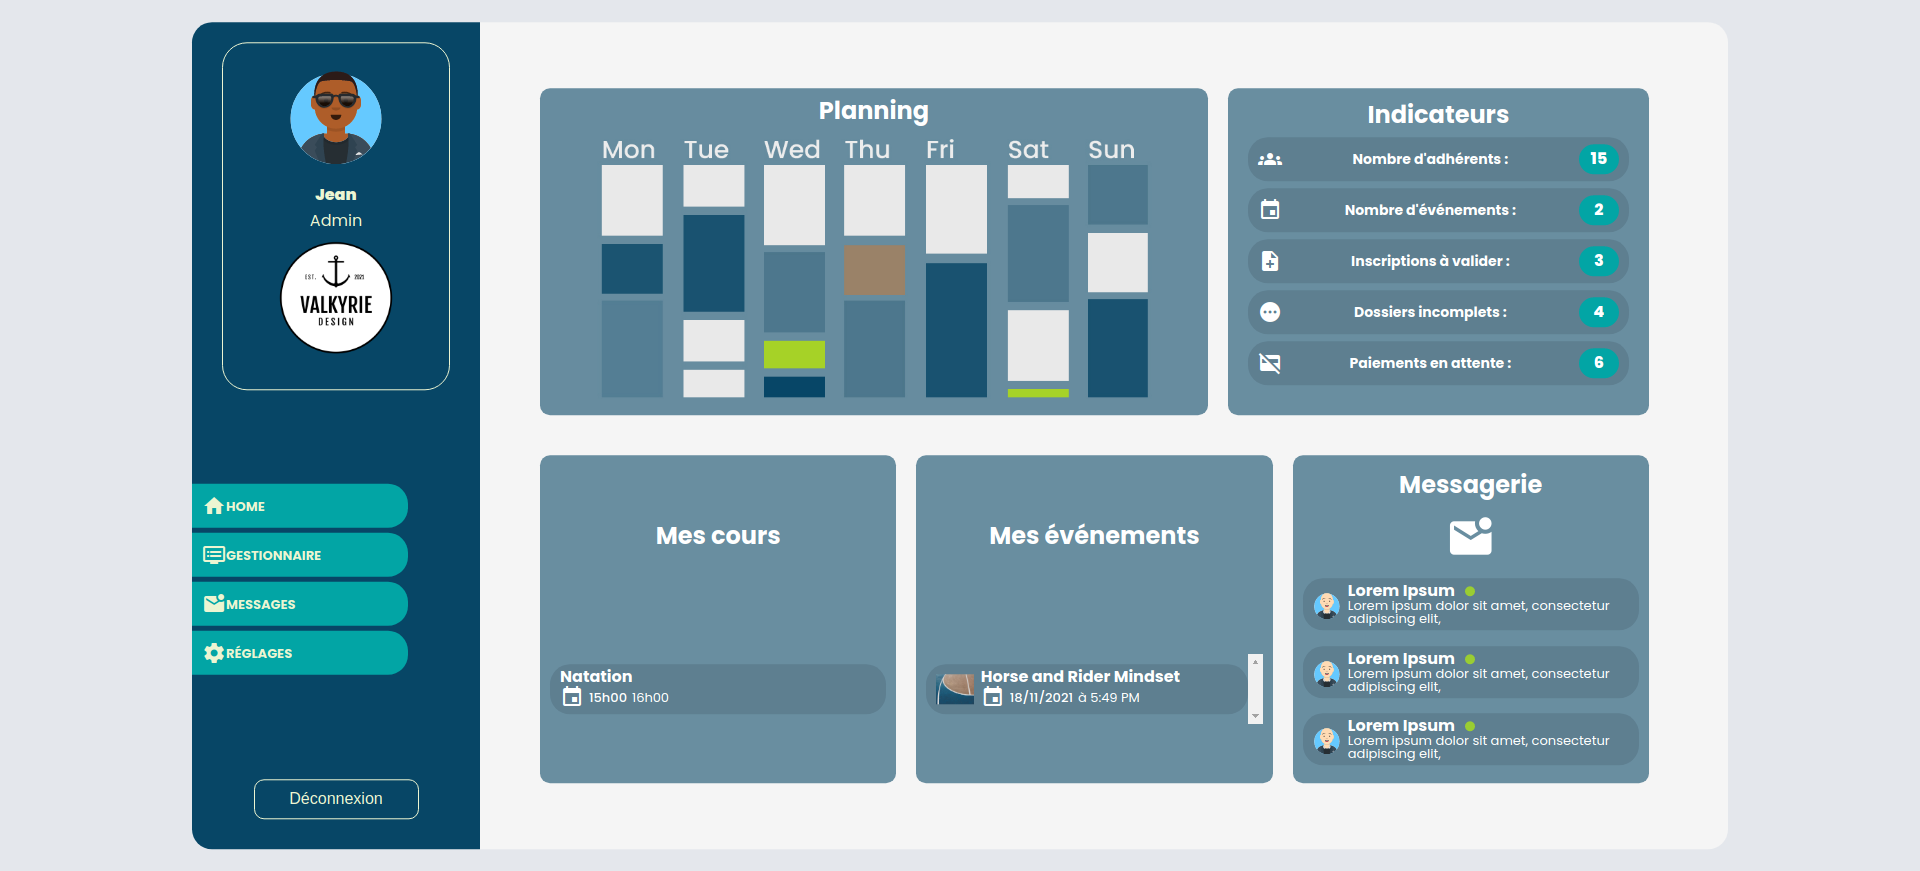 Jean
Admin
EST. 2021
VALKYRIE
DESIGN
HOME
GESTIONNAIRE
MESSAGES
RÉGLAGES
Déconnexion
Planning
Mon Tue Wed Thu Fri Sat Sun
Indicateurs
Nombre d'adhérents : 15
Nombre d'événements : 2
Inscriptions à valider : 3
Dossiers incomplets : 4
Paiements en attente : 6
Mes cours
Natation
15h00 16h00
Mes événements
Horse and Rider Mindset
18/11/2021 à 5:49 PM
Messagerie
Lorem Ipsum
Lorem ipsum dolor sit amet, consectetur
adipiscing elit,
Lorem Ipsum
Lorem ipsum dolor sit amet, consectetur
adipiscing elit,
Lorem Ipsum
Lorem ipsum dolor sit amet, consectetur
adipiscing elit,